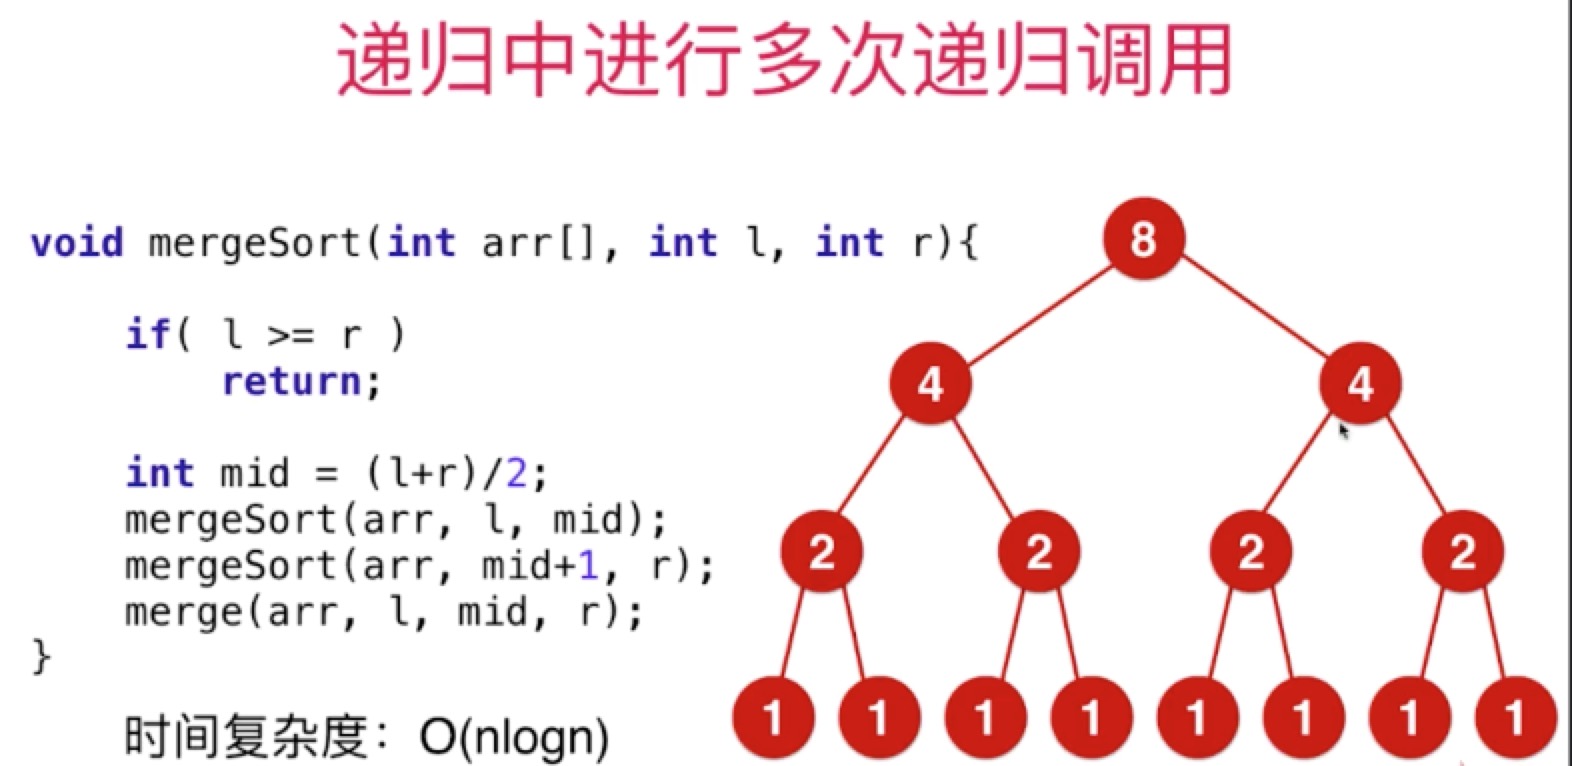 递归中进行多次递归调用
void mergeSort(int arr[], int l, int r){
if( l >= r )
return;
int mid = (l+r)/2;
mergeSort(arr, l, mid);
mergeSort(arr, mid+1, r);
merge(arr, l, mid, r);
}
时间复杂度：O(nlogn)
8
4 4
2 2 2 2
1 1 1 1 1 1 1 1